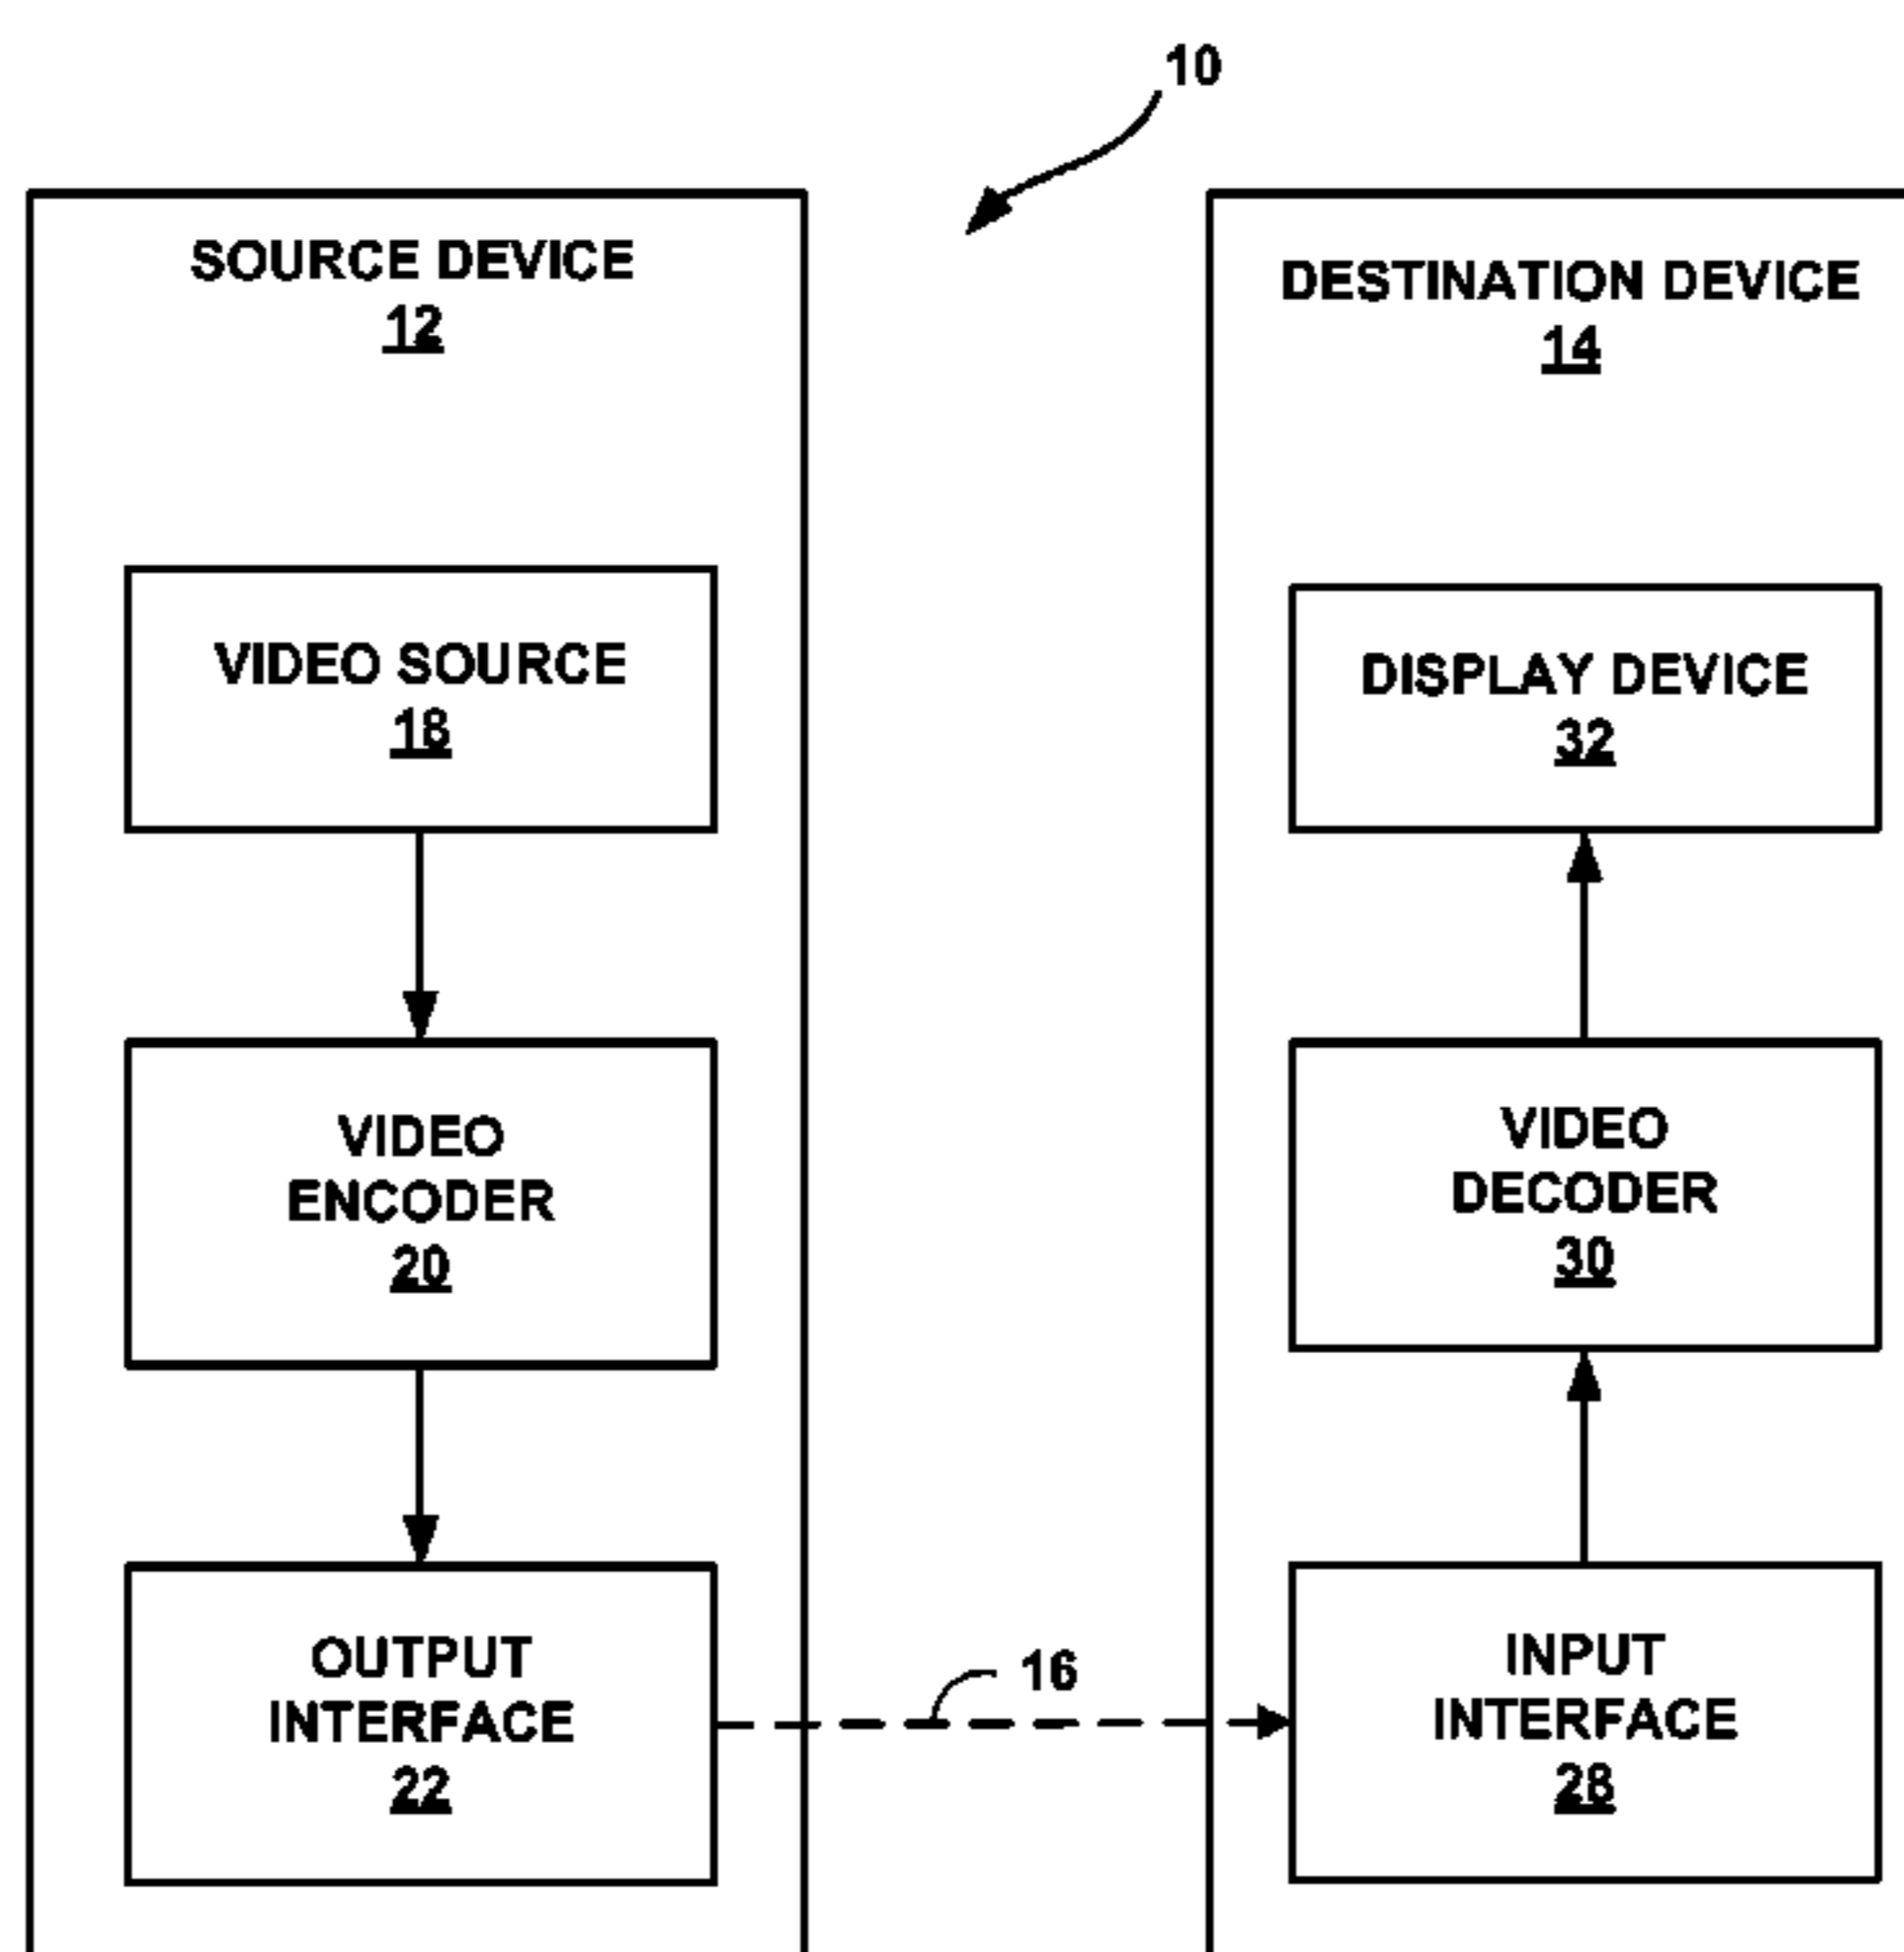 10
SOURCE DEVICE
12
VIDEO SOURCE
18
VIDEO
ENCODER
20
OUTPUT
INTERFACE
22
16
DESTINATION DEVICE
14
DISPLAY DEVICE
32
VIDEO
DECODER
30
INPUT
INTERFACE
28